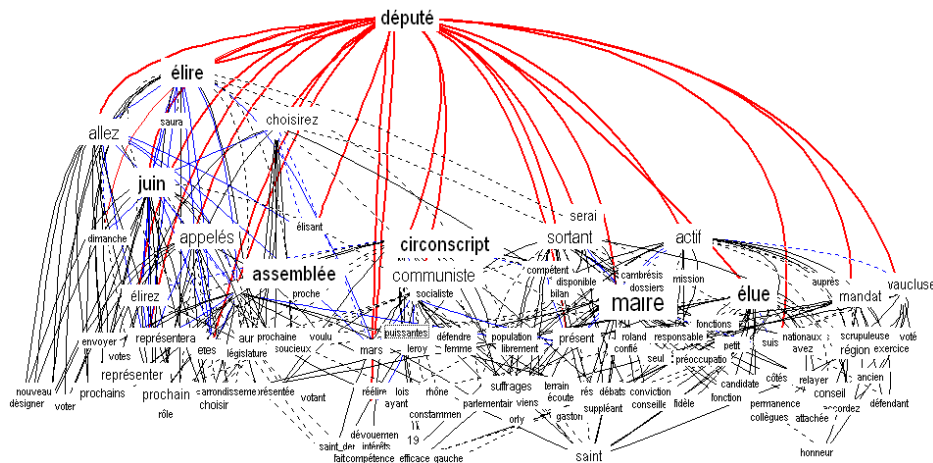 député
élire
saura
choisirez
allez
juin
serai
élisant
dimanche
appelés
circonscript
sortant
actif
assemblée
communiste
compétent
disponible
cambrésis
mission
auprès
vaucluse
proche
socialiste
bilan
dossiers
élirez
maire
élue
mandat
envoyer
représentera
prochaine
voulu
puissantes
défendre
population
présent
roland
responsable
fonctions
petit
suis
nationaux
scrupuleuse
voté
votes
législature
soucieux
mars
leroy
femme
librement
confié
seul
préoccupatio
avez
région
exercice
représenter
nouveau
désigner
voter
prochains
prochain
rôle
choisir
votant
réélire
lois
ayant
rhône
suffrages
parlementair
viens
terrain
écoute
débats
suppléant
conviction
conseille
fidèle
candidate
fonction
côtés
relayer
conseil
ancien
défendant
constammen
orly
gaston
permanence
collègues
attachée
accordez
dévouemen
19
saint_der
intérêts
fait
compétence
efficace
gauche
saint
honneur